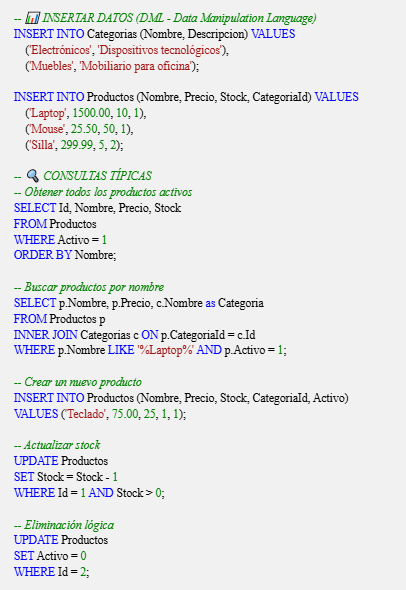 -- 📊 INSERTAR DATOS (DML - Data Manipulation Language)
INSERT INTO Categorias (Nombre, Descripcion) VALUES
    ('Electrónicos', 'Dispositivos tecnológicos'),
    ('Muebles', 'Mobiliario para oficina');

INSERT INTO Productos (Nombre, Precio, Stock, CategoriaId) VALUES
    ('Laptop', 1500.00, 10, 1),
    ('Mouse', 25.50, 50, 1),
    ('Silla', 299.99, 5, 2);

-- 🔍 CONSULTAS TÍPICAS
-- Obtener todos los productos activos
SELECT Id, Nombre, Precio, Stock
FROM Productos
WHERE Activo = 1
ORDER BY Nombre;

-- Buscar productos por nombre
SELECT p.Nombre, p.Precio, c.Nombre as Categoria
FROM Productos p
INNER JOIN Categorias c ON p.CategoriaId = c.Id
WHERE p.Nombre LIKE '%Laptop%' AND p.Activo = 1;

-- Crear un nuevo producto
INSERT INTO Productos (Nombre, Precio, Stock, CategoriaId, Activo)
VALUES ('Teclado', 75.00, 25, 1, 1);

-- Actualizar stock
UPDATE Productos
SET Stock = Stock - 1
WHERE Id = 1 AND Stock > 0;

-- Eliminación lógica
UPDATE Productos
SET Activo = 0
WHERE Id = 2;